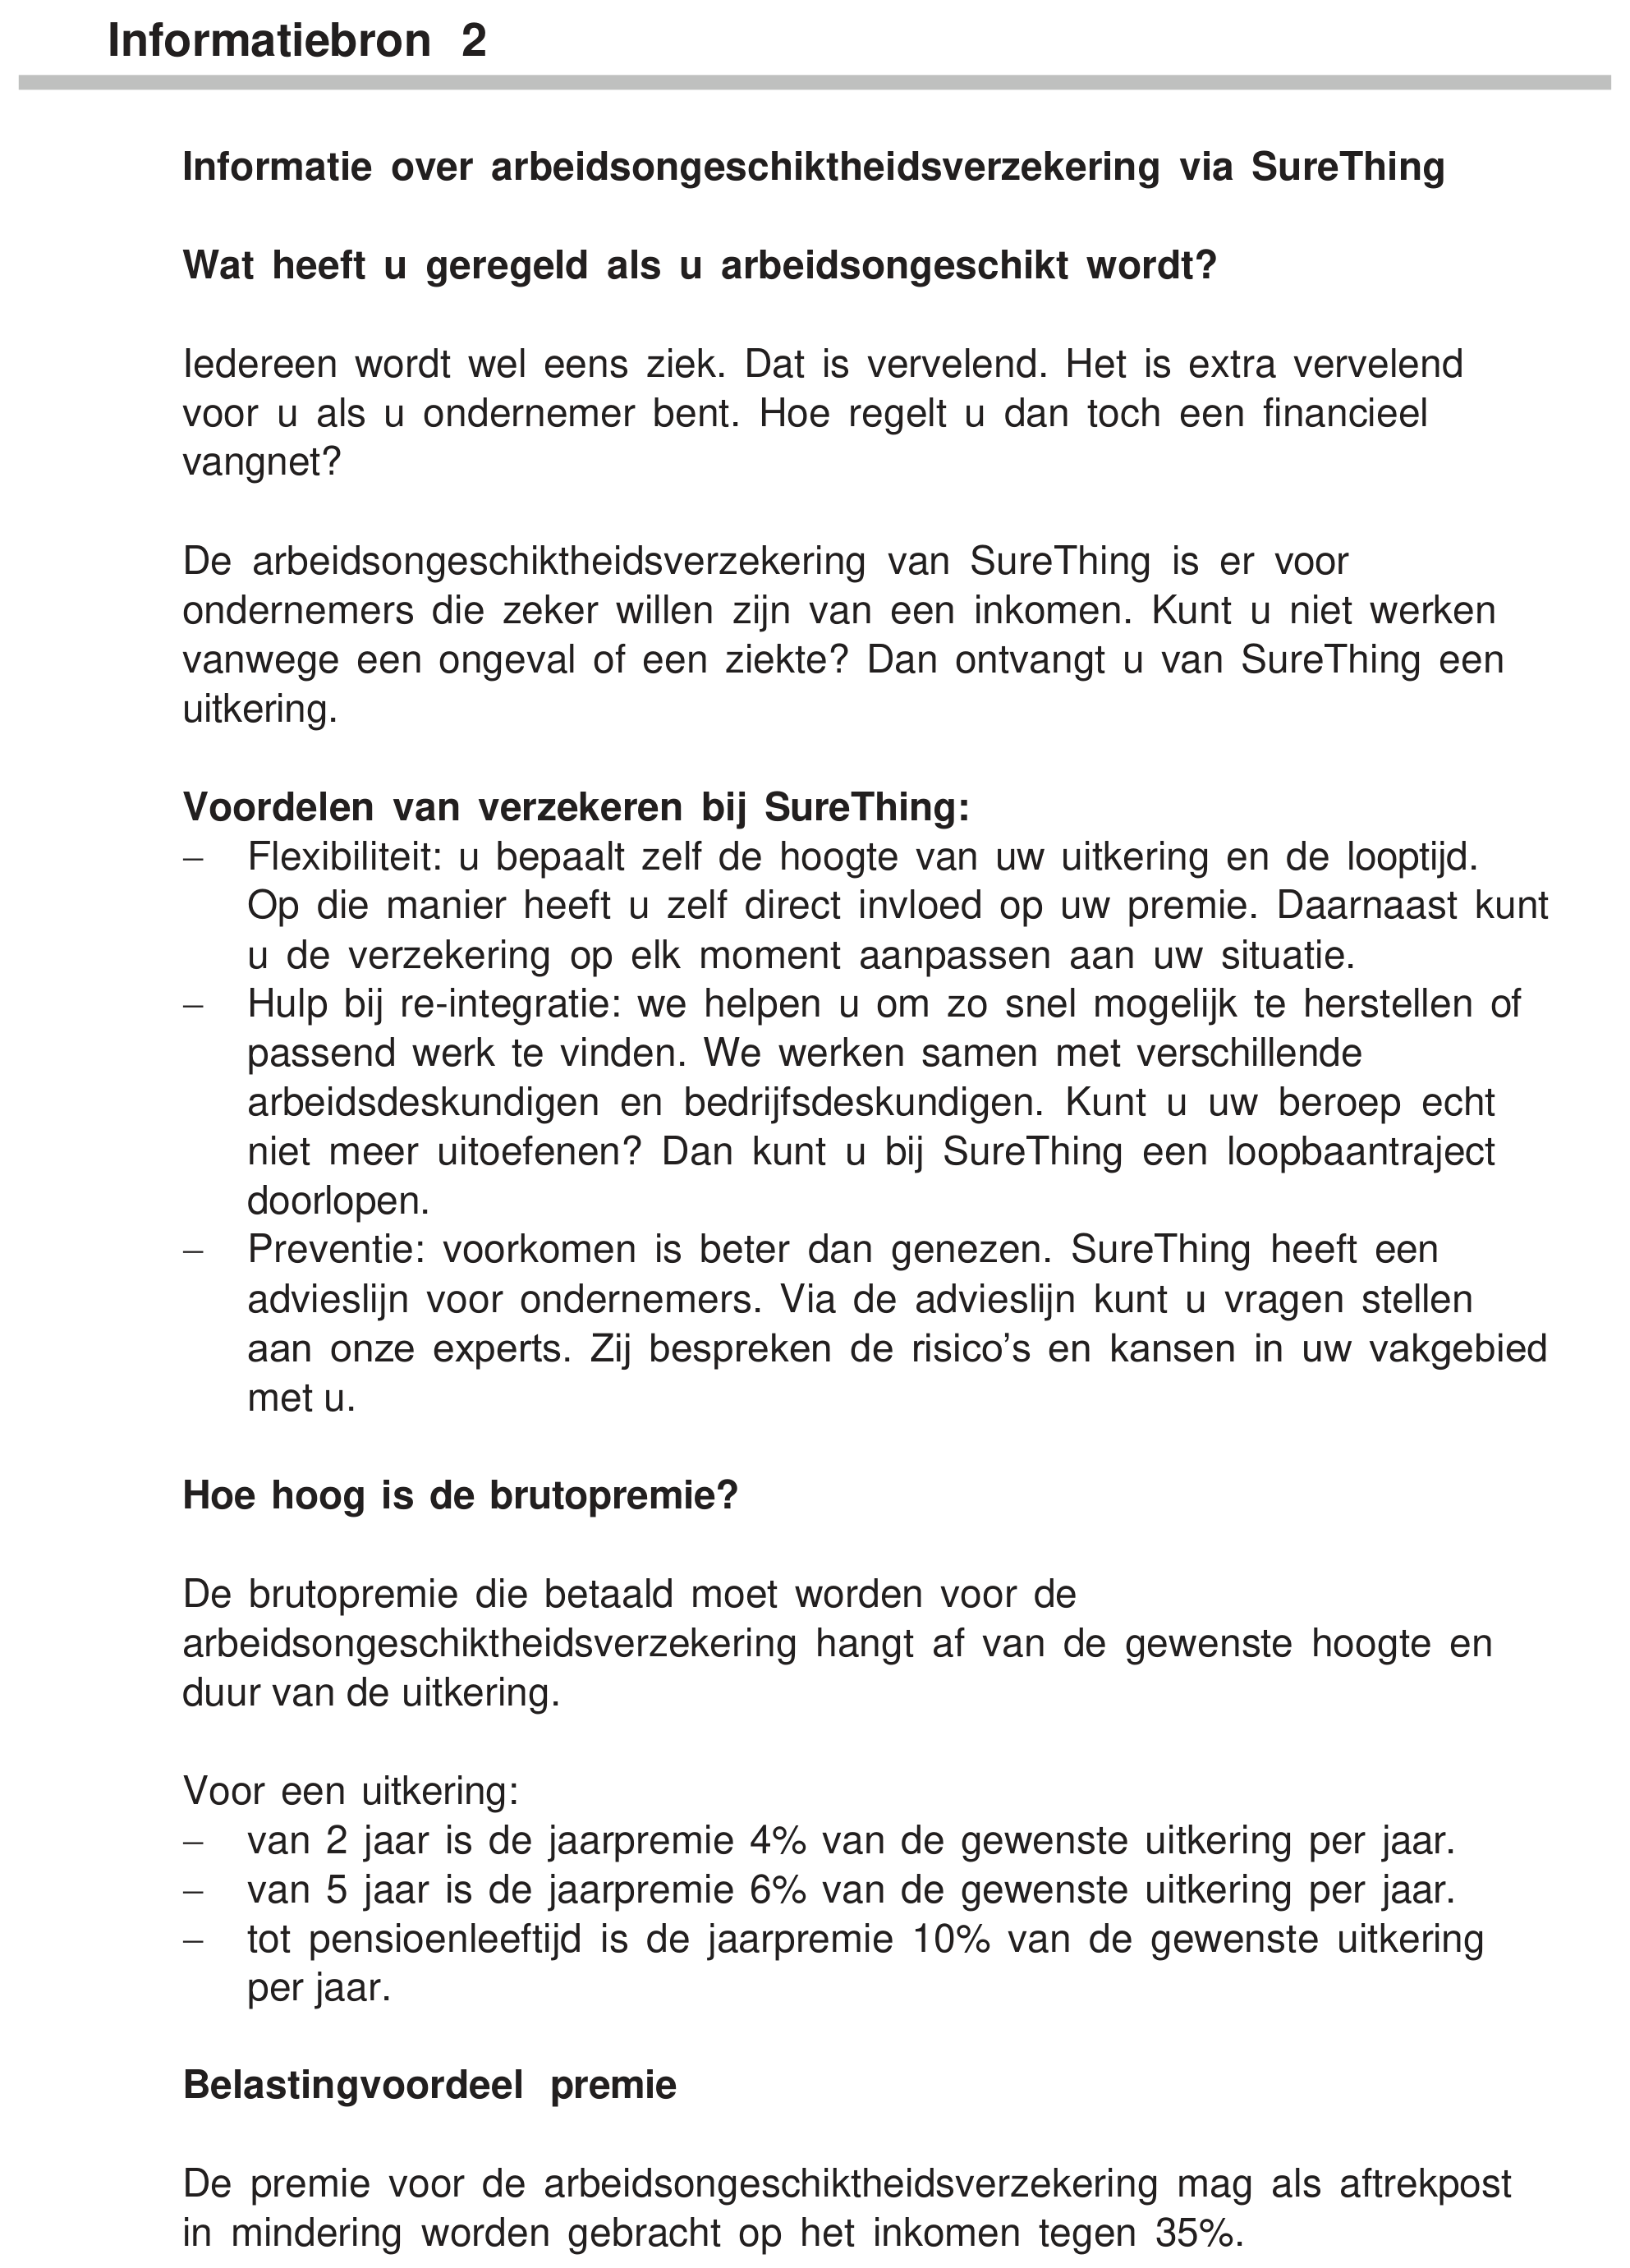 Informatiebron 2
Informatie over arbeidsongeschiktheidsverzekering via SureThing
Wat heeft u geregeld als u arbeidsongeschikt wordt?
Iedereen wordt wel eens ziek. Dat is vervelend. Het is extra vervelend
voor u als u ondernemer bent. Hoe regelt u dan toch een financieel
vangnet?
De arbeidsongeschiktheidsverzekering van SureThing is er voor
ondernemers die zeker willen zijn van een inkomen. Kunt u niet werken
vanwege een ongeval of een ziekte? Dan ontvangt u van SureThing een
uitkering.
Voordelen van verzekeren bij SureThing:
– Flexibiliteit: u bepaalt zelf de hoogte van uw uitkering en de looptijd.
Op die manier heeft u zelf direct invloed op uw premie. Daarnaast kunt
u de verzekering op elk moment aanpassen aan uw situatie.
– Hulp bij re-integratie: we helpen u om zo snel mogelijk te herstellen of
passend werk te vinden. We werken samen met verschillende
arbeidsdeskundigen en bedrijfsdeskundigen. Kunt u uw beroep echt
niet meer uitoefenen? Dan kunt u bij SureThing een loopbaantraject
doorlopen.
– Preventie: voorkomen is beter dan genezen. SureThing heeft een
advieslijn voor ondernemers. Via de advieslijn kunt u vragen stellen
aan onze experts. Zij bespreken de risico’s en kansen in uw vakgebied
met u.
Hoe hoog is de brutopremie?
De brutopremie die betaald moet worden voor de
arbeidsongeschiktheidsverzekering hangt af van de gewenste hoogte en
duur van de uitkering.
Voor een uitkering:
– van 2 jaar is de jaarpremie 4% van de gewenste uitkering per jaar.
– van 5 jaar is de jaarpremie 6% van de gewenste uitkering per jaar.
– tot pensioenleeftijd is de jaarpremie 10% van de gewenste uitkering
per jaar.
Belastingvoordeel premie
De premie voor de arbeidsongeschiktheidsverzekering mag als aftrekpost
in mindering worden gebracht op het inkomen tegen 35%.